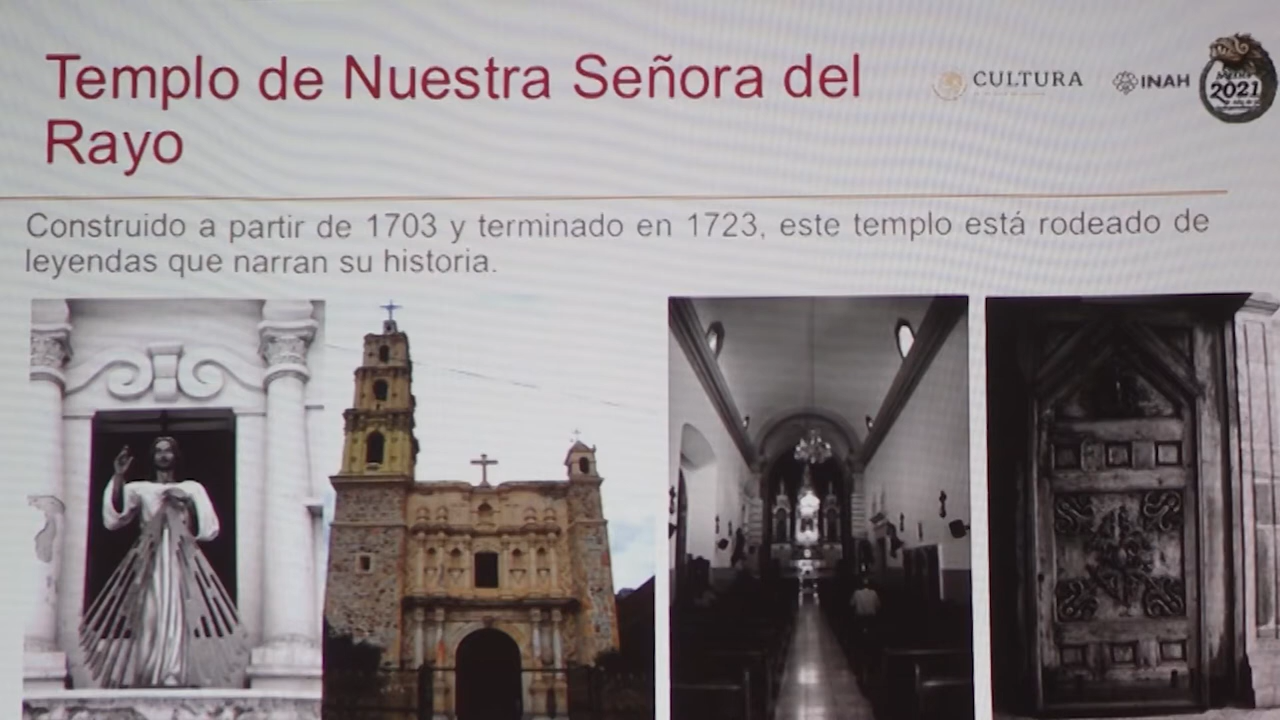 Templo de Nuestra Señora del
Rayo
CULTURA
INAH
2021
Construido a partir de 1703 y terminado en 1723, este templo está rodeado de
leyendas que narran su historia.